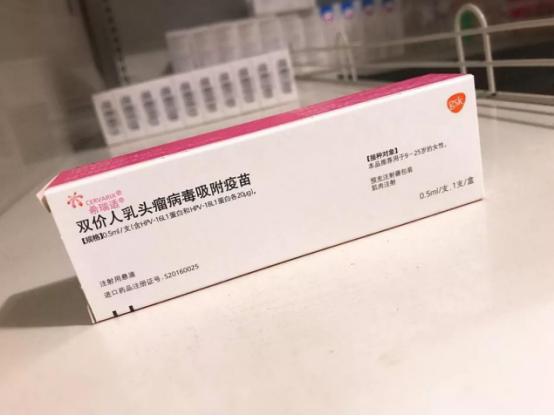 CERVARIX®
希瑞适®
双价人乳头瘤病毒吸附疫苗
【规格】0.5ml/支(含HPV-16L1蛋白和HPV-18L1蛋白各20μg)。
注射用悬液
进口药品注册证号:S20160025
gsk
【接种对象】
本品推荐用于9-25岁的女性。
预充注射器包装
肌肉注射
0.5ml/支,1支/盒